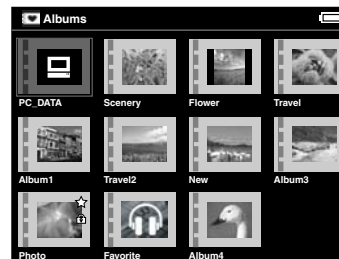 Albums
PC_DATA Scenery Flower Travel
Album1 Travel2 New Album3
Photo Favorite Album4